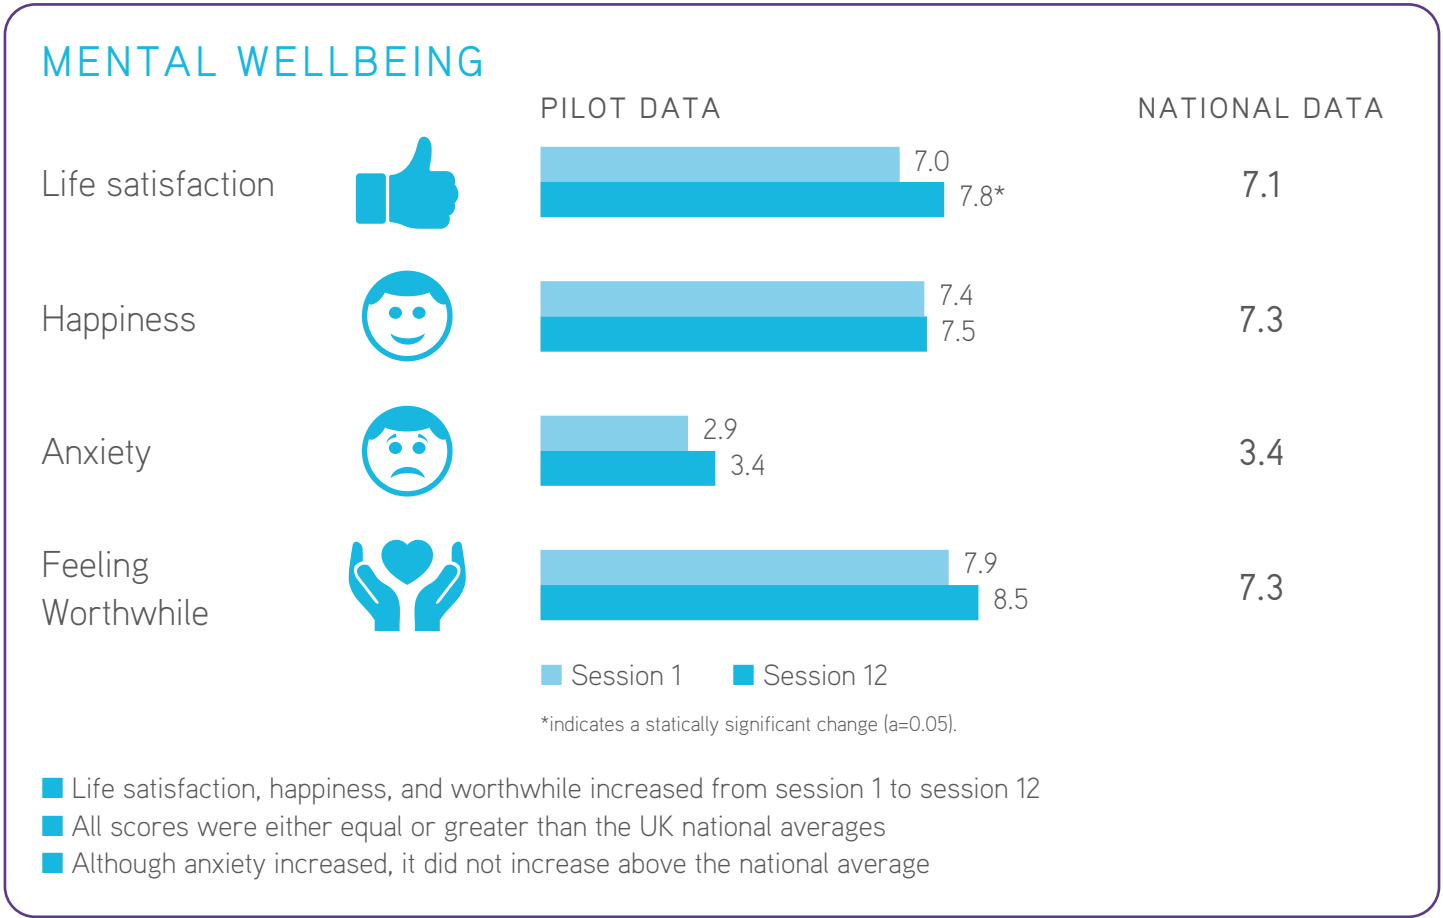 MENTAL WELLBEING
PILOT DATA
NATIONAL DATA
Life satisfaction
7.0
7.8*
7.1
Happiness
7.4
7.5
7.3
Anxiety
2.9
3.4
3.4
Feeling
Worthwhile
7.9
8.5
7.3
Session 1
Session 12
*indicates a statically significant change (a=0.05).
Life satisfaction, happiness, and worthwhile increased from session 1 to session 12
All scores were either equal or greater than the UK national averages
Although anxiety increased, it did not increase above the national average